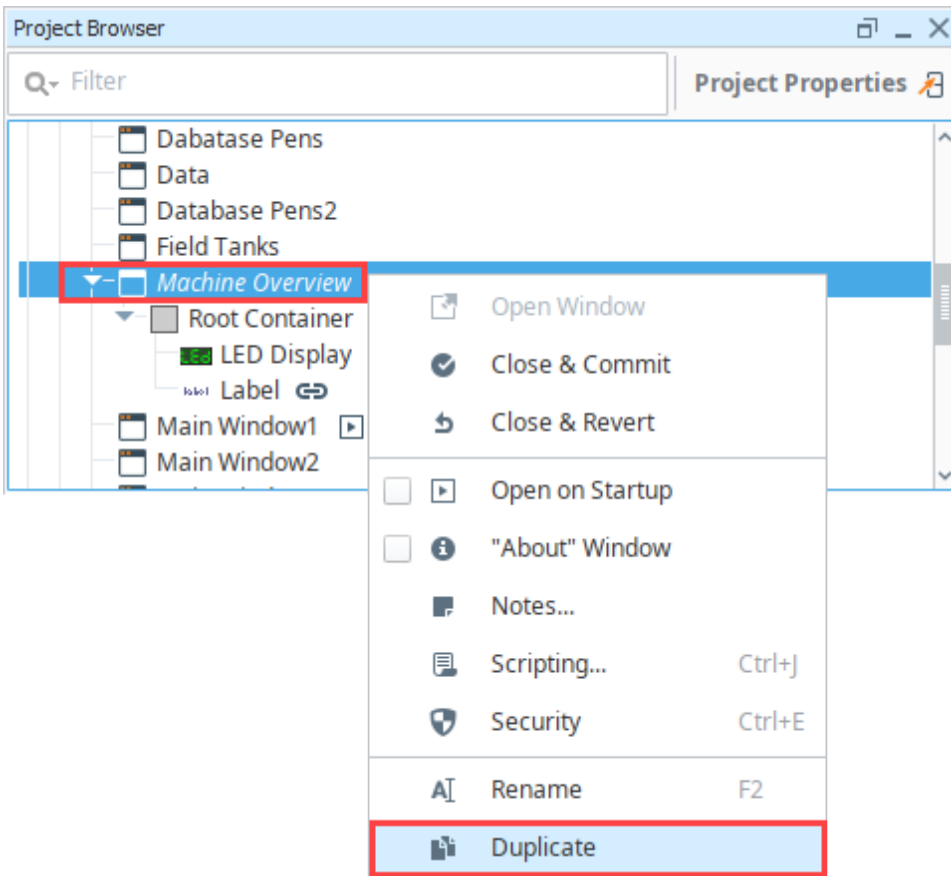 Project Browser
Filter
Project Properties
Dabatase Pens
Data
Database Pens2
Field Tanks
Machine Overview
Root Container
LED Display
Label
Main Window1
Main Window2
Open Window
Close & Commit
Close & Revert
Open on Startup
"About" Window
Notes...
Scripting... Ctrl+J
Security Ctrl+E
Rename F2
Duplicate